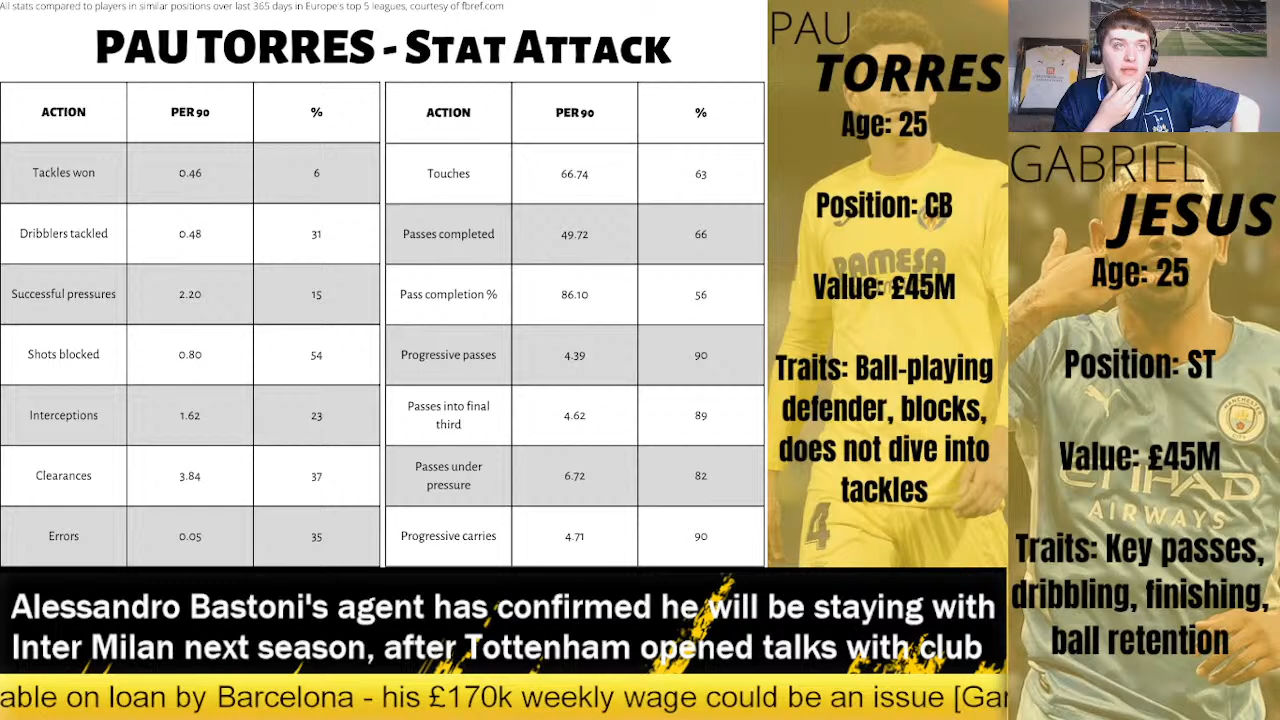 All stats compared to players in similar positions over last 365 days in Europe's top 5 leagues, courtesy of fbref.com
PAU TORRES - STAT ATTACK
ACTION PER 90 %
Tackles won 0.46 6
Dribblers tackled 0.48 31
Successful pressures 2.20 15
Shots blocked 0.80 54
Interceptions 1.62 23
Clearances 3.84 37
Errors 0.05 35
ACTION PER 90 %
Touches 66.74 63
Passes completed 49.72 66
Pass completion % 86.10 56
Progressive passes 4.39 90
Passes into final
third 4.62 89
Passes under
pressure 6.72 82
Progressive carries 4.71 90
PAU
TORRES
Age: 25
Position: CB
PAMESA
Value: £45M
Traits: Ball-playing
defender, blocks,
does not dive into
tackles
4
GABRIEL
JESUS
Age: 25
Position: ST
Value: £45M
ETIHAD
AIRWAYS
Traits: Key passes,
dribbling, finishing,
ball retention
Alessandro Bastoni's agent has confirmed he will be staying with
Inter Milan next season, after Tottenham opened talks with club
able on loan by Barcelona - his £170k weekly wage could be an issue [Gar